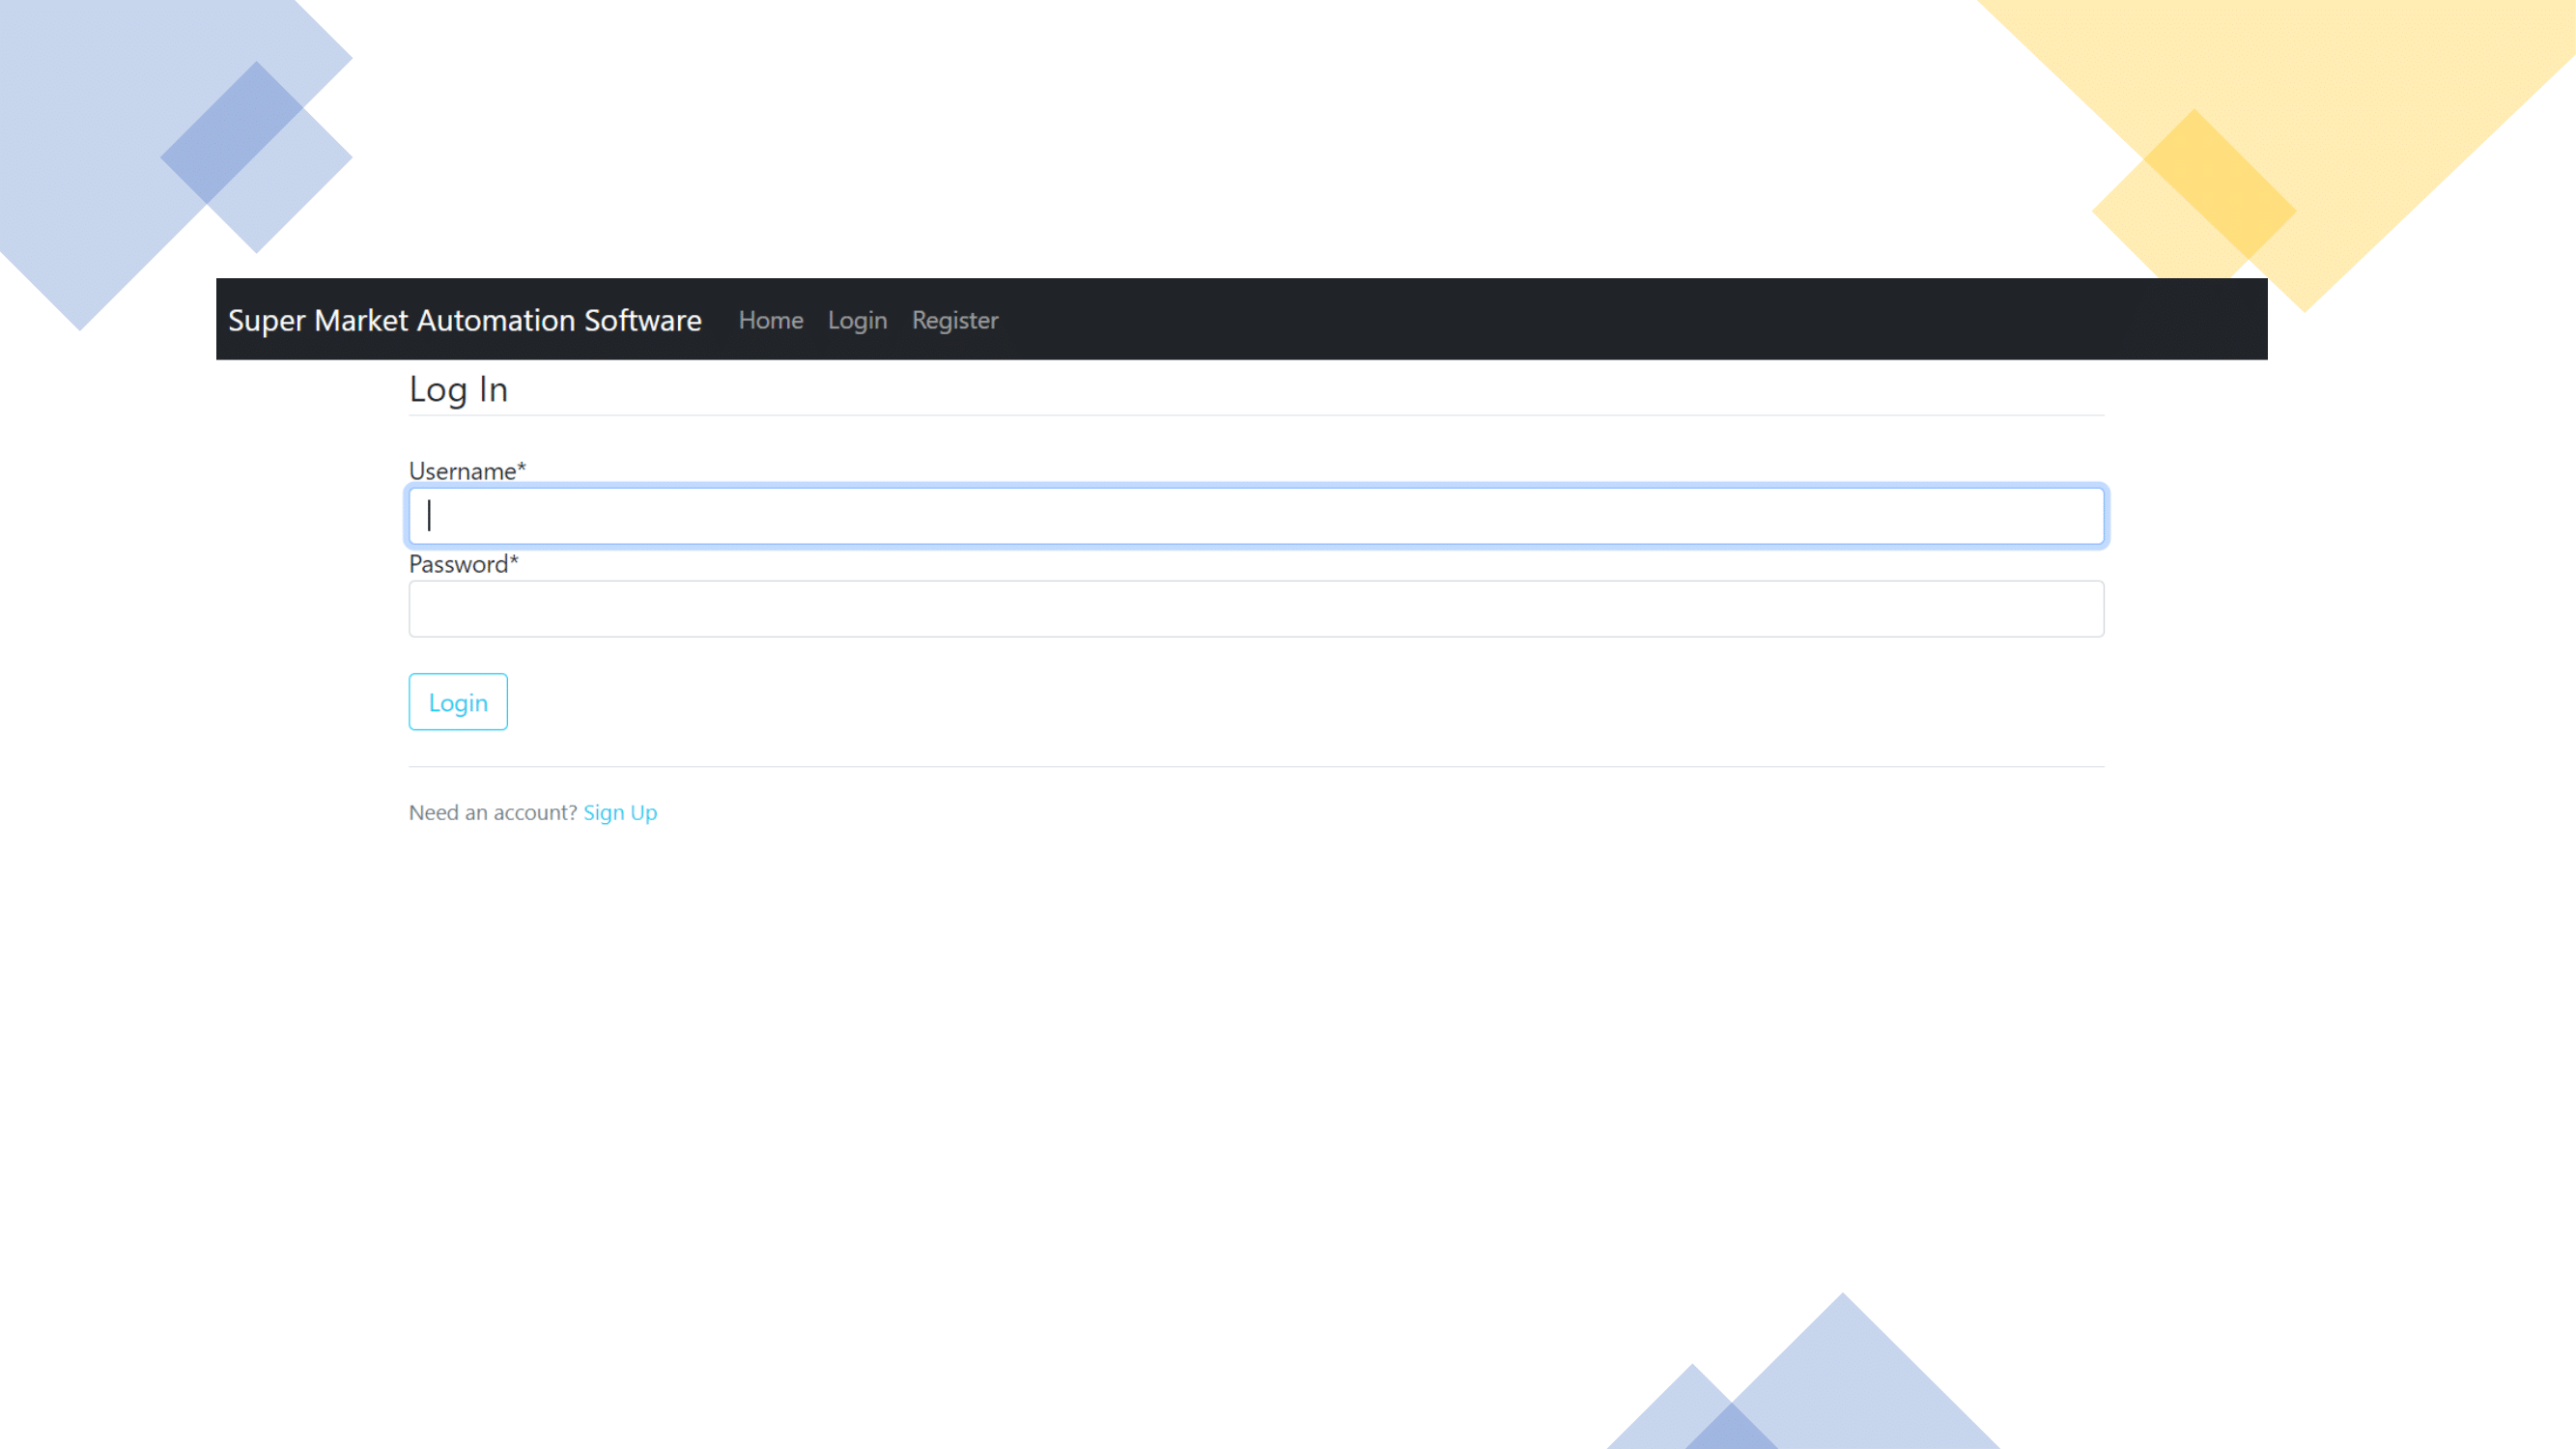 Super Market Automation Software Home Login Register
Log In
Username*
Password*
Login
Need an account? Sign Up